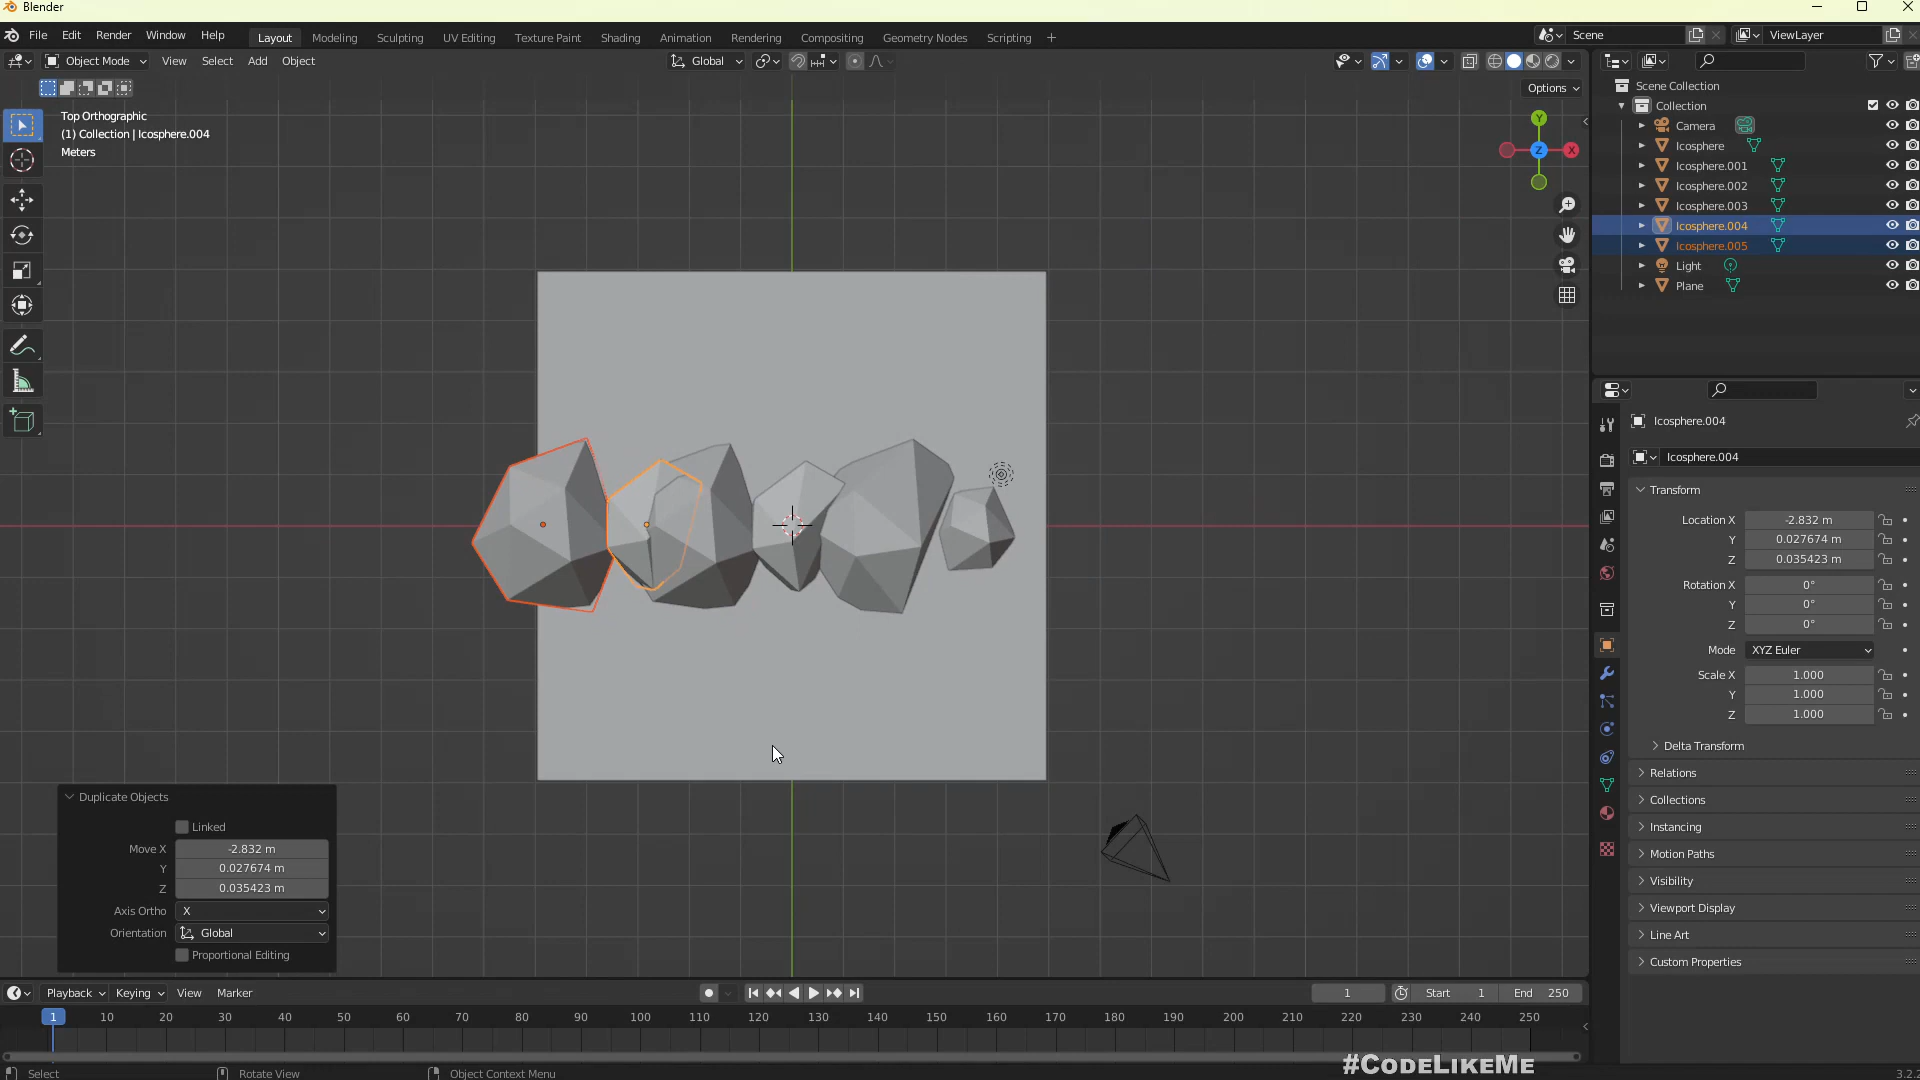 Blender
File Edit Render Window Help Layout Modeling Sculpting UV Editing Texture Paint Shading Animation Rendering Compositing Geometry Nodes Scripting + Scene ViewLayer
Object Mode View Select Add Object Global
Options
Top Orthographic
(1) Collection | Icosphere.004
Meters
Y
Z
X
Scene Collection
Collection
Camera
Icosphere
Icosphere.001
Icosphere.002
Icosphere.003
Icosphere.004
Icosphere.005
Light
Plane
Icosphere.004
Icosphere.004
Transform
Location X -2.832 m
Y 0.027674 m
Z 0.035423 m
Rotation X 0°
Y 0°
Z 0°
Mode XYZ Euler
Scale X 1.000
Y 1.000
Z 1.000
Delta Transform
Relations
Collections
Instancing
Motion Paths
Visibility
Viewport Display
Line Art
Custom Properties
Duplicate Objects
Linked
Move X -2.832 m
Y 0.027674 m
Z 0.035423 m
Axis Ortho X
Orientation Global
Proportional Editing
Playback Keying View Marker 1 Start 1 End 250
1 10 20 30 40 50 60 70 80 90 100 110 120 130 140 150 160 170 180 190 200 210 220 230 240 250
#CodeLikeMe
Select Rotate View Object Context Menu